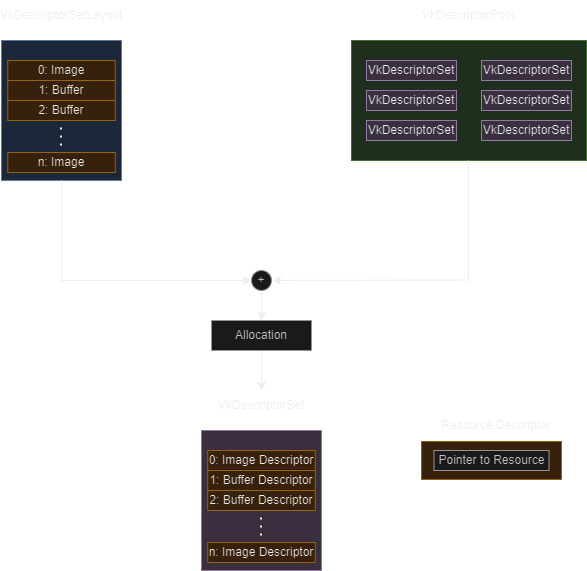 VkDescriptorSetLayout
0: Image
1: Buffer
2: Buffer
n: Image
VkDescriptorPool
VkDescriptorSet VkDescriptorSet
VkDescriptorSet VkDescriptorSet
VkDescriptorSet VkDescriptorSet
+
Allocation
VkDescriptorSet
0: Image Descriptor
1: Buffer Descriptor
2: Buffer Descriptor
n: Image Descriptor
Resource Descriptor
Pointer to Resource